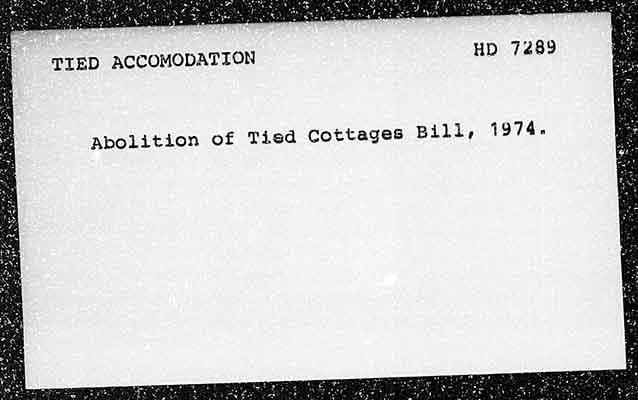 TIED ACCOMODATION HD 7289
Abolition of Tied Cottages Bill, 1974.